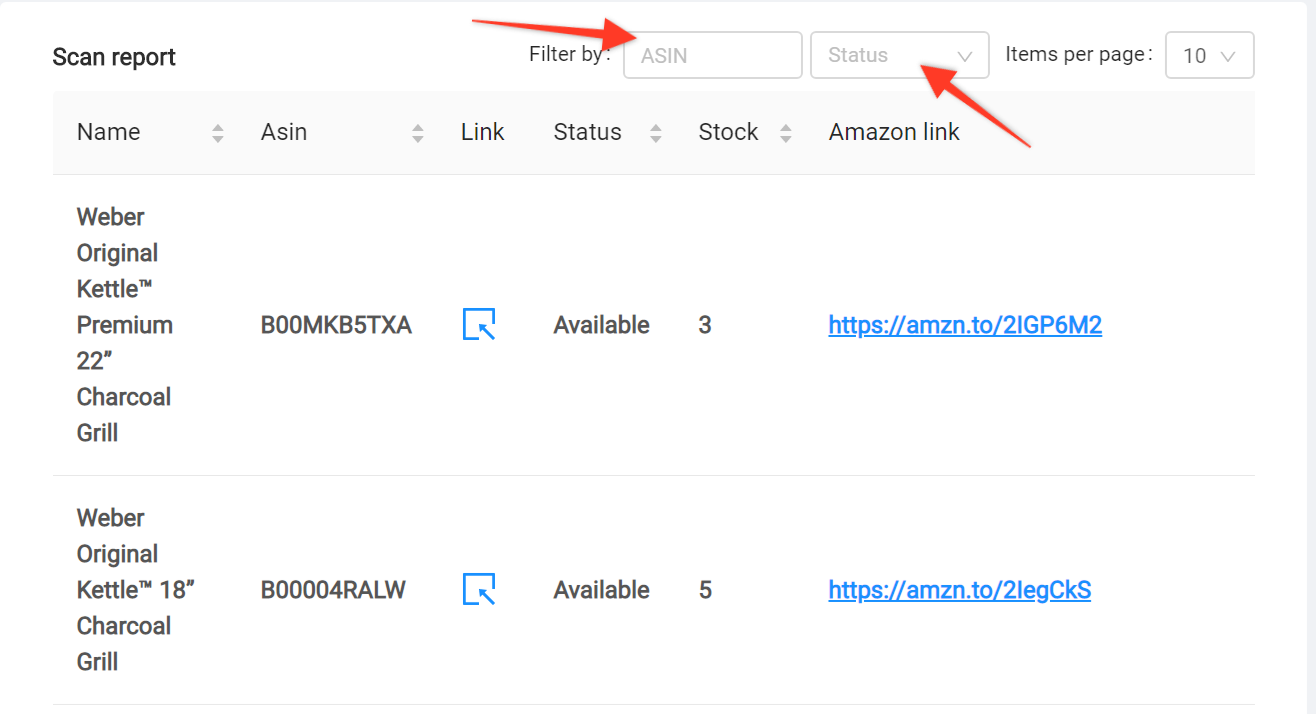 Scan report
Filter by: ASIN Status Items per page: 10
Name Asin Link Status Stock Amazon link
Weber
Original
Kettle™
Premium
22”
Charcoal
Grill
B00MKB5TXA Available 3 https://amzn.to/2IGP6M2
Weber
Original
Kettle™ 18”
Charcoal
Grill
B00004RALW Available 5 https://amzn.to/2IegCkS